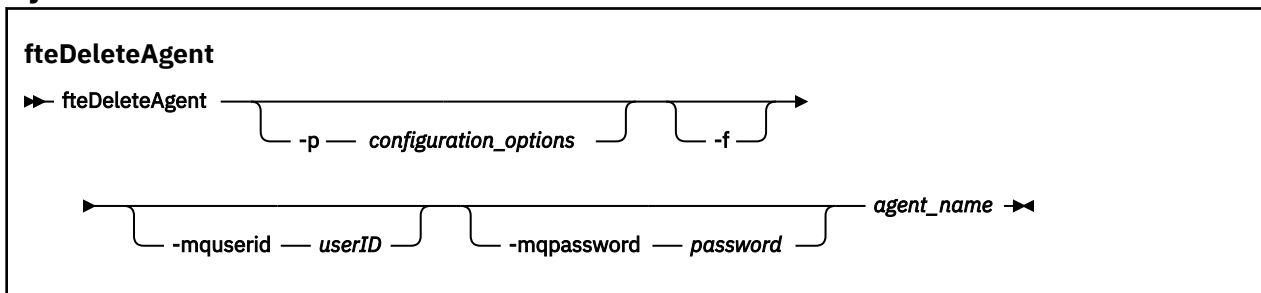 fteDeleteAgent
fteDeleteAgent
-p configuration_options -f
agent_name
-mquserid userID -mqpassword password